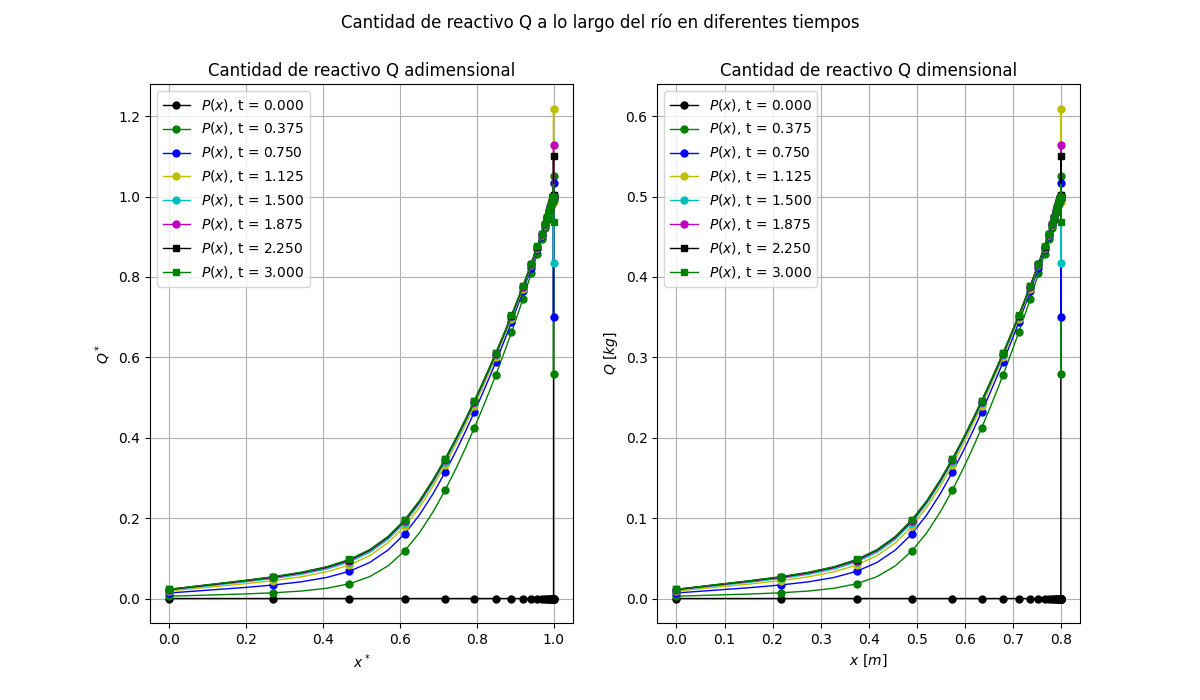 Cantidad de reactivo Q a lo largo del río en diferentes tiempos
Cantidad de reactivo Q adimensional
P(x), t = 0.000
P(x), t = 0.375
P(x), t = 0.750
P(x), t = 1.125
P(x), t = 1.500
P(x), t = 1.875
P(x), t = 2.250
P(x), t = 3.000
1.2
1.0
0.8
0.6
0.4
0.2
0.0
Q*
0.0 0.2 0.4 0.6 0.8 1.0
x*
Cantidad de reactivo Q dimensional
P(x), t = 0.000
P(x), t = 0.375
P(x), t = 0.750
P(x), t = 1.125
P(x), t = 1.500
P(x), t = 1.875
P(x), t = 2.250
P(x), t = 3.000
0.6
0.5
0.4
0.3
0.2
0.1
0.0
Q [kg]
0.0 0.1 0.2 0.3 0.4 0.5 0.6 0.7 0.8
x [m]